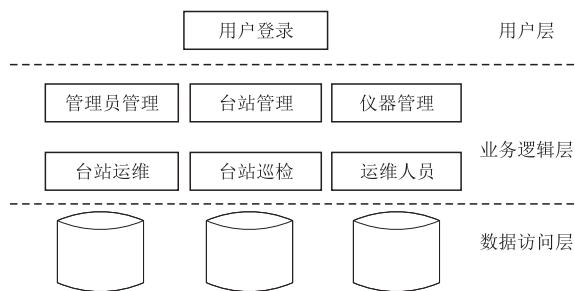 用户登录
用户层
管理员管理
台站管理
仪器管理
业务逻辑层
台站运维
台站巡检
运维人员
数据访问层